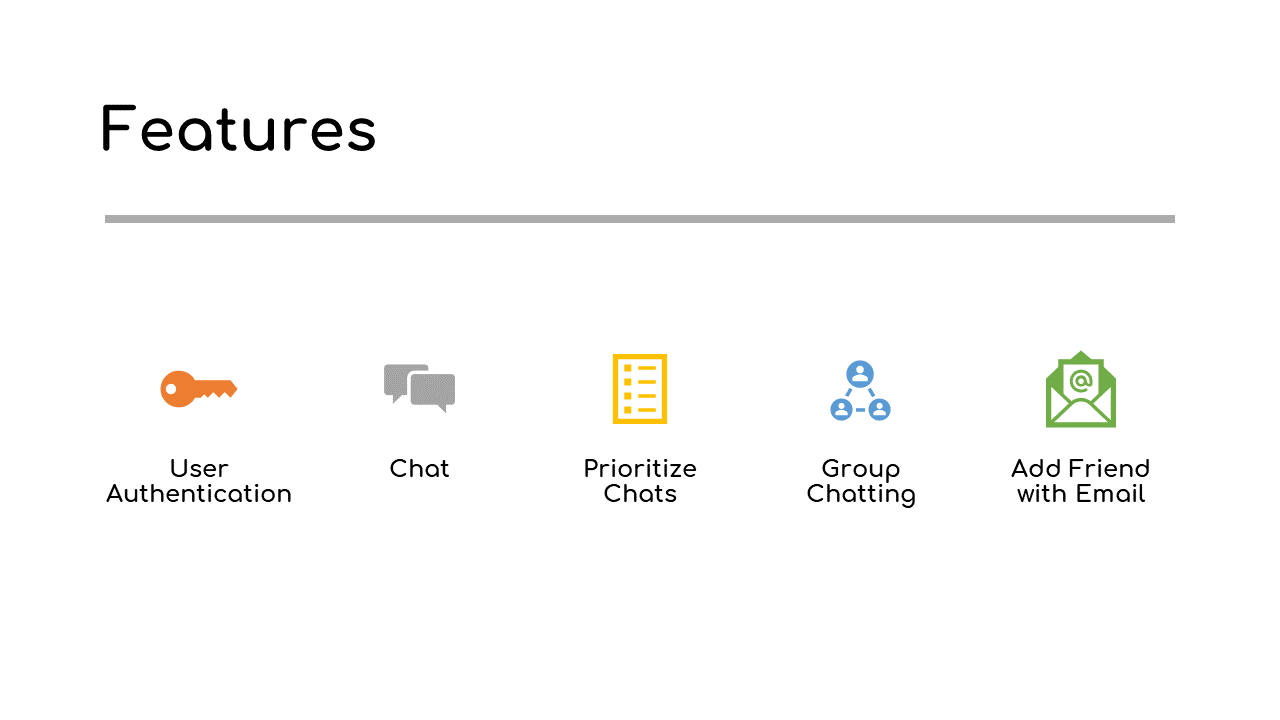 Features
User
Authentication
Chat
Prioritize
Chats
Group
Chatting
@
Add Friend
with Email